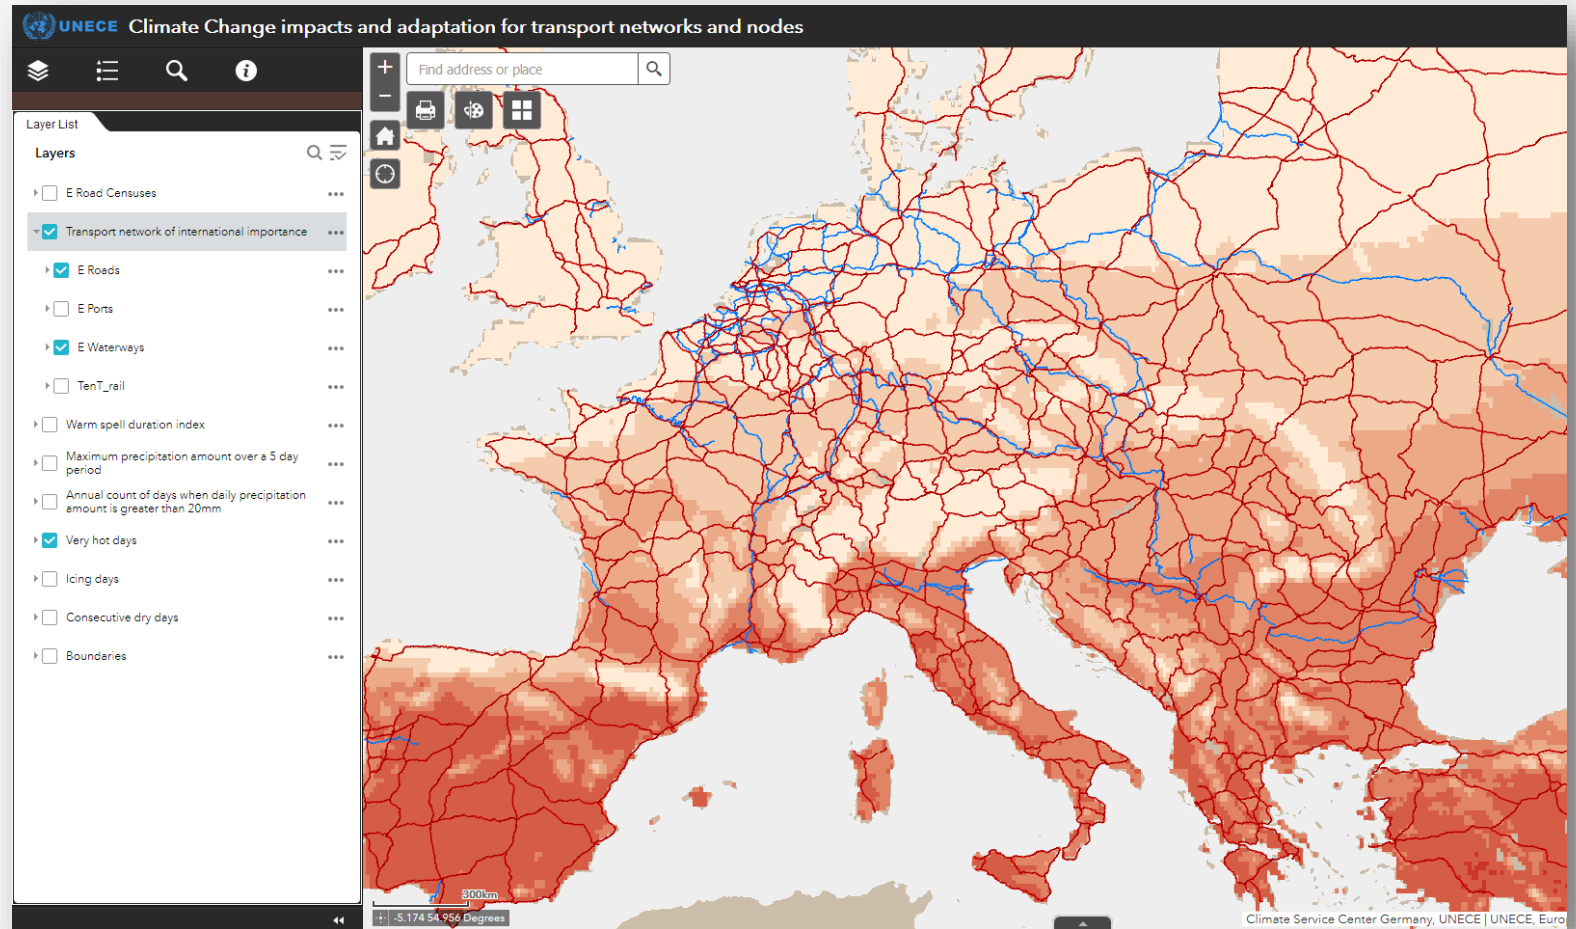 UNECE Climate Change impacts and adaptation for transport networks and nodes
Find address or place
Layer List
Layers
E Road Censuses
Transport network of international importance
E Roads
E Ports
E Waterways
TenT_rail
Warm spell duration index
Maximum precipitation amount over a 5 day
period
Annual count of days when daily precipitation
amount is greater than 20mm
Very hot days
Icing days
Consecutive dry days
Boundaries
300km
-5.174 54.956 Degrees
Climate Service Center Germany, UNECE | UNECE, Euro